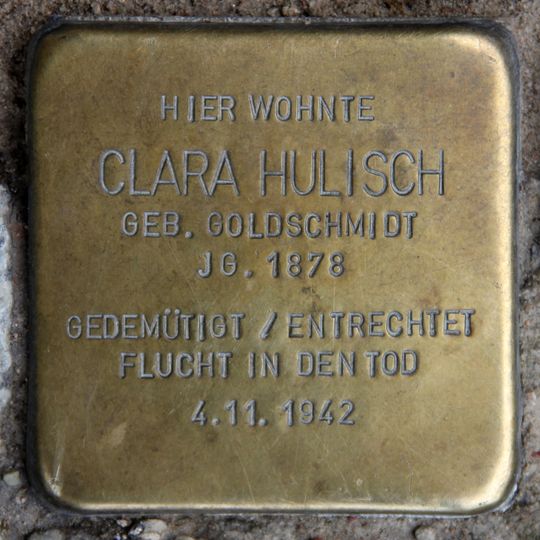 HIER WOHNTE
CLARA HULISCH
GEB. GOLDSCHMIDT
JG. 1878
GEDEMÜTIGT / ENTRECHTET
FLUCHT IN DEN TOD
4.11. 1942